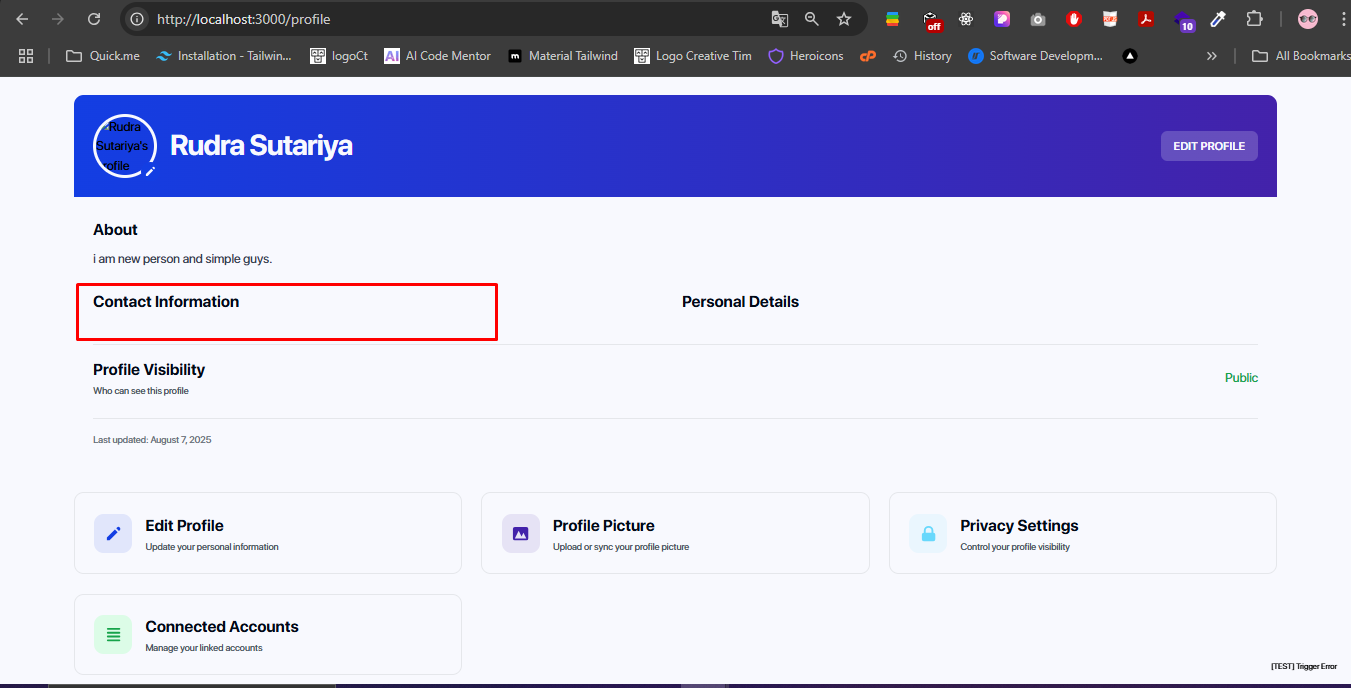 http://localhost:3000/profile
off
10
Quick.me
Installation - Tailwin...
logoCt
AI AI Code Mentor
m Material Tailwind
Logo Creative Tim
Heroicons
History
Software Developm...
»
All Bookmarks
Rudra
Sutariya's
rofile
Rudra Sutariya
EDIT PROFILE
About
i am new person and simple guys.
Contact Information
Personal Details
Profile Visibility
Who can see this profile
Public
Last updated: August 7, 2025
Edit Profile
Update your personal information
Profile Picture
Upload or sync your profile picture
Privacy Settings
Control your profile visibility
Connected Accounts
Manage your linked accounts
[TEST] Trigger Error